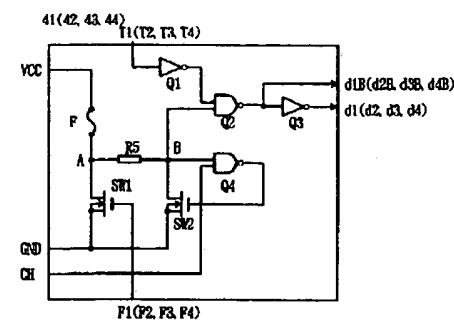 41(42, 43, 44)
T1(T2, T3, T4)
VCC
Q1
d1B(d2B, d3B, d4B)
F
Q2
Q3
d1(d2, d3, d4)
A
R5
B
Q4
SW1
SW2
GND
CH
F1(F2, F3, F4)